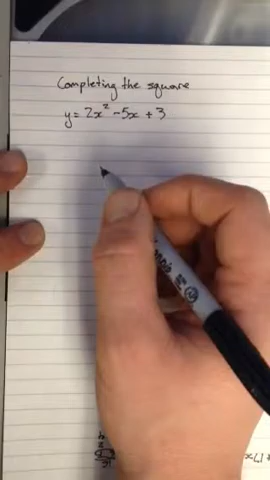 Completing the square
y = 2x² - 5x + 3